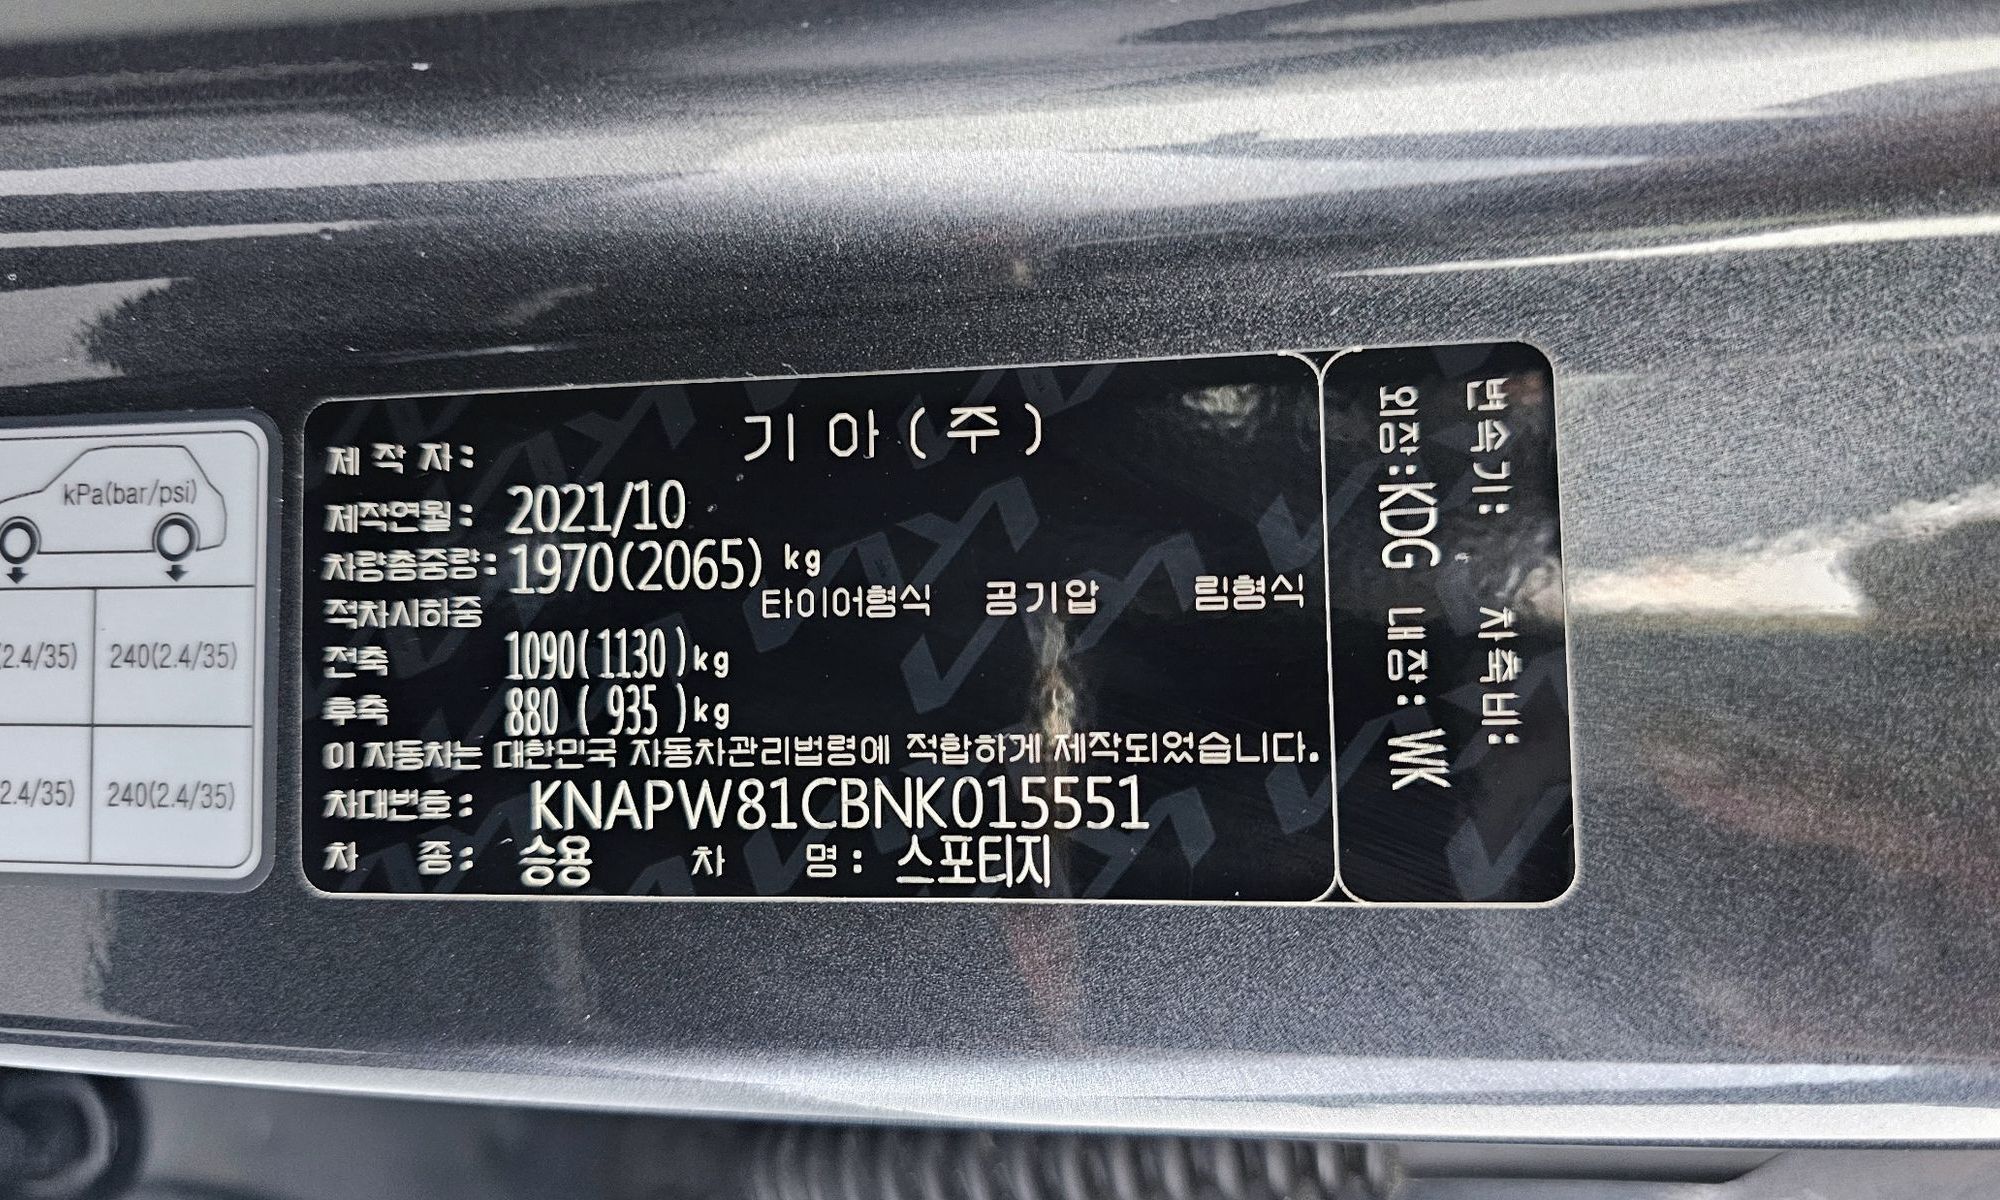 kPa(bar/psi)
2.4/35) 240(2.4/35)
2.4/35) 240(2.4/35)
제 작 자: 기 아 ( 주 )
제작연월: 2021/10
차량총중량: 1970(2065) kg
적차시하중 타이어형식 공기압 림형식
전축 1090( 1130 )kg
후축 880 ( 935 )kg
이 자동차는 대한민국 자동차관리법령에 적합하게 제작되었습니다.
차대번호: KNAPW81CBNK015551
차 종: 승용 차 명: 스포티지
변속기: 차축비:
외장:KDG 내장: WK